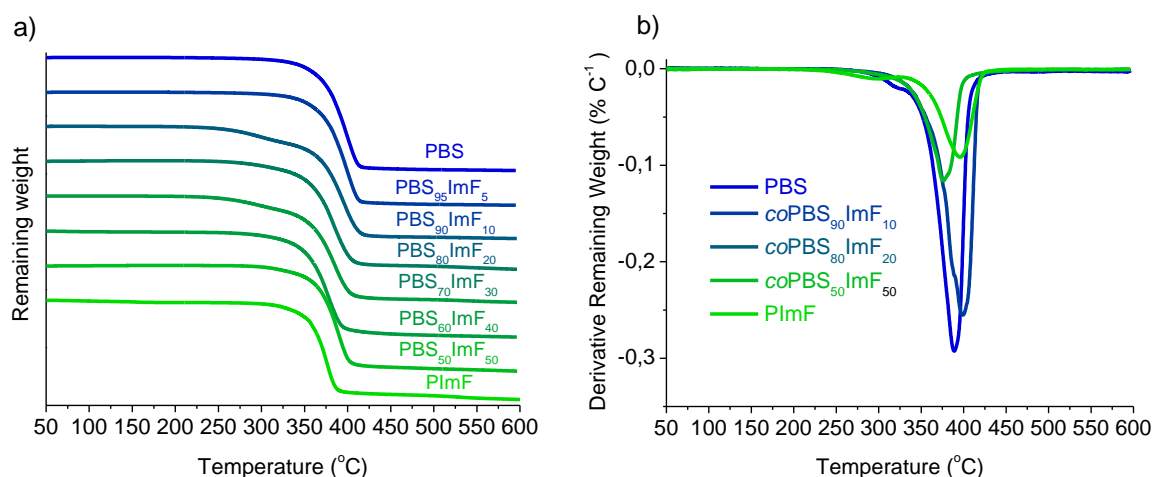 a)
Remaining weight
PBS
PBS₉₅ImF₅
PBS₉₀ImF₁₀
PBS₈₀ImF₂₀
PBS₇₀ImF₃₀
PBS₆₀ImF₄₀
PBS₅₀ImF₅₀
PImF
50 100 150 200 250 300 350 400 450 500 550 600
Temperature (°C)
b)
Derivative Remaining Weight (% C⁻¹)
0,0
-0,1
-0,2
-0,3
PBS
coPBS₉₀ImF₁₀
coPBS₈₀ImF₂₀
coPBS₅₀ImF₅₀
PImF
50 100 150 200 250 300 350 400 450 500 550 600
Temperature (°C)